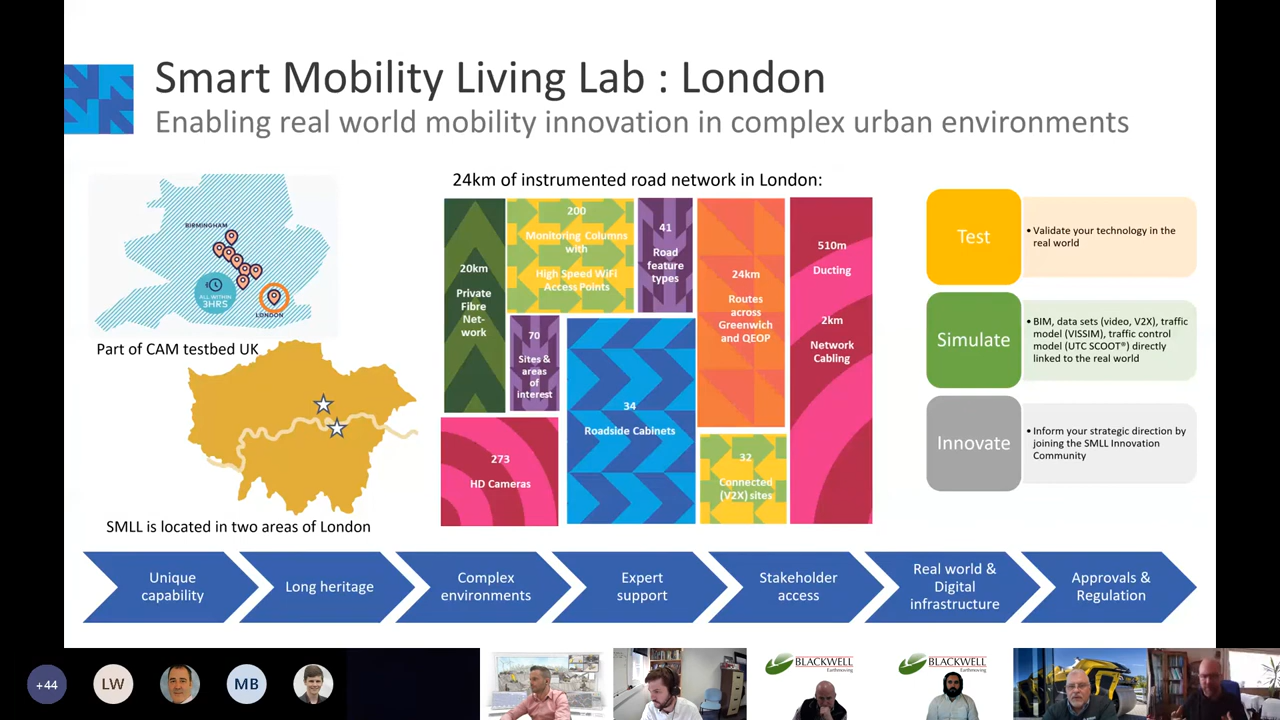 Smart Mobility Living Lab : London
Enabling real world mobility innovation in complex urban environments
BIRMINGHAM
ALL WITHIN
3HRS
LONDON
Part of CAM testbed UK
SMLL is located in two areas of London
24km of instrumented road network in London:
20km
Private
Fibre
Net-
work
200
Monitoring Columns
with
High Speed WiFi
Access Points
41
Road
feature
types
70
Sites &
areas
of
interest
34
Roadside Cabinets
273
HD Cameras
24km
Routes
across
Greenwich
and QEOP
32
Connected
(V2X) sites
510m
Ducting
2km
Network
Cabling
Test
• Validate your technology in the
real world
Simulate
• BIM, data sets (video, V2X), traffic
model (VISSIM), traffic control
model (UTC SCOOT®) directly
linked to the real world
Innovate
• Inform your strategic direction by
joining the SMLL Innovation
Community
Unique
capability
Long heritage
Complex
environments
Expert
support
Stakeholder
access
Real world &
Digital
infrastructure
Approvals &
Regulation
+44
LW
MB
BLACKWELL
Earthmoving
BLACKWELL
Earthmoving